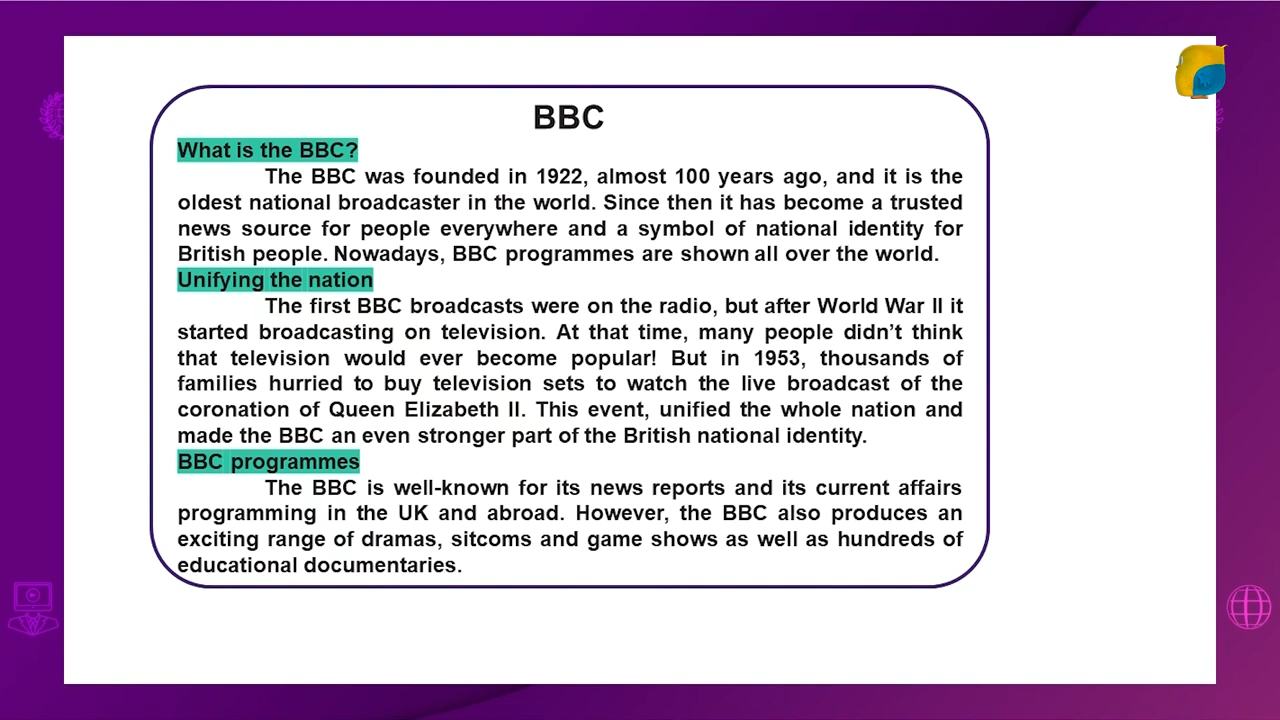 BBC
What is the BBC?
The BBC was founded in 1922, almost 100 years ago, and it is the
oldest national broadcaster in the world. Since then it has become a trusted
news source for people everywhere and a symbol of national identity for
British people. Nowadays, BBC programmes are shown all over the world.
Unifying the nation
The first BBC broadcasts were on the radio, but after World War II it
started broadcasting on television. At that time, many people didn’t think
that television would ever become popular! But in 1953, thousands of
families hurried to buy television sets to watch the live broadcast of the
coronation of Queen Elizabeth II. This event, unified the whole nation and
made the BBC an even stronger part of the British national identity.
BBC programmes
The BBC is well-known for its news reports and its current affairs
programming in the UK and abroad. However, the BBC also produces an
exciting range of dramas, sitcoms and game shows as well as hundreds of
educational documentaries.